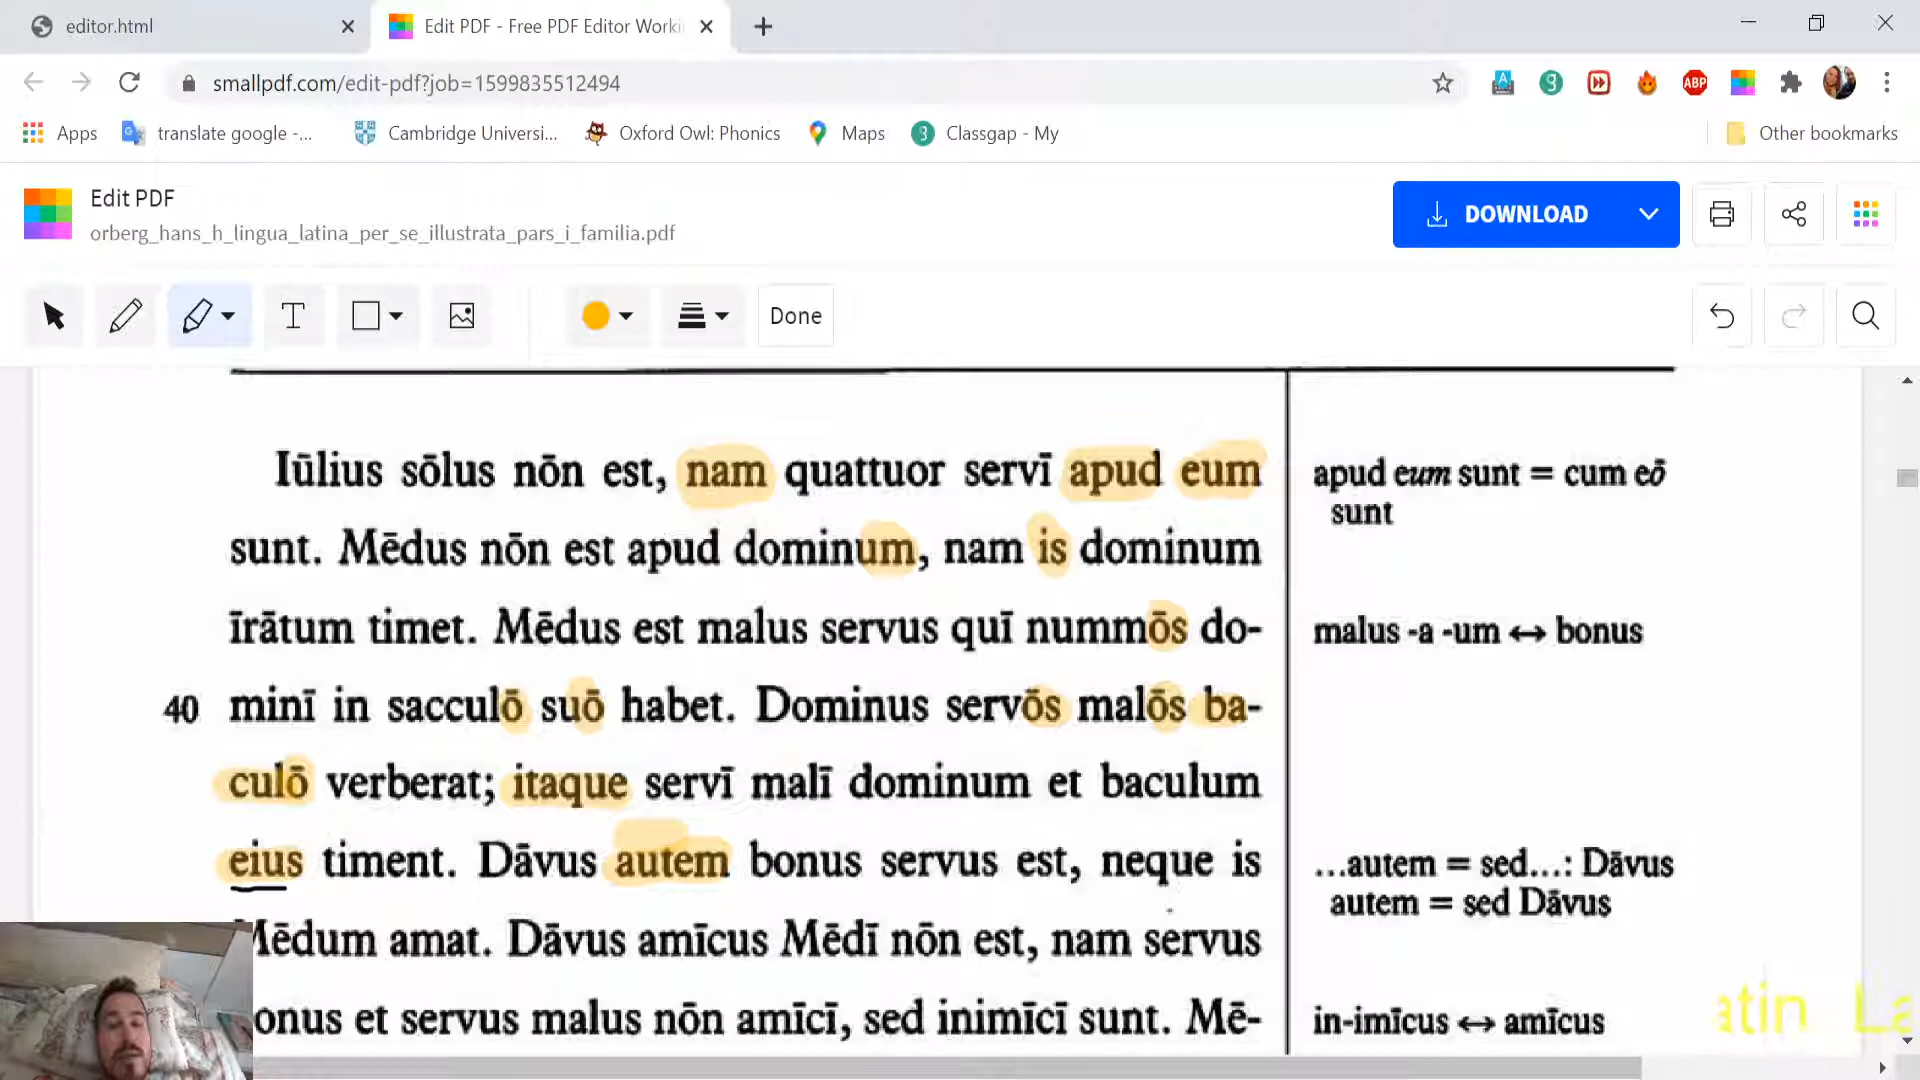 editor.html
Edit PDF - Free PDF Editor Worki
smallpdf.com/edit-pdf?job=1599835512494
ABP
Apps
translate google -...
Cambridge Universi...
Oxford Owl: Phonics
Maps
Classgap - My
Other bookmarks
Edit PDF
orberg_hans_h_lingua_latina_per_se_illustrata_pars_i_familia.pdf
DOWNLOAD
Done
Iūlius sōlus nōn est, nam quattuor servī apud eum
sunt. Mēdus nōn est apud dominum, nam is dominum
īrātum timet. Mēdus est malus servus quī nummōs do-
40 minī in sacculō suō habet. Dominus servōs malōs ba-
culō verberat; itaque servī malī dominum et baculum
eius timent. Dāvus autem bonus servus est, neque is
Mēdum amat. Dāvus amīcus Mēdī nōn est, nam servus
onus et servus malus nōn amīcī, sed inimīcī sunt. Mē-
apud eum sunt = cum eō
sunt
malus -a -um ↔ bonus
...autem = sed...: Dāvus
autem = sed Dāvus
in-imīcus ↔ amīcus
atin La